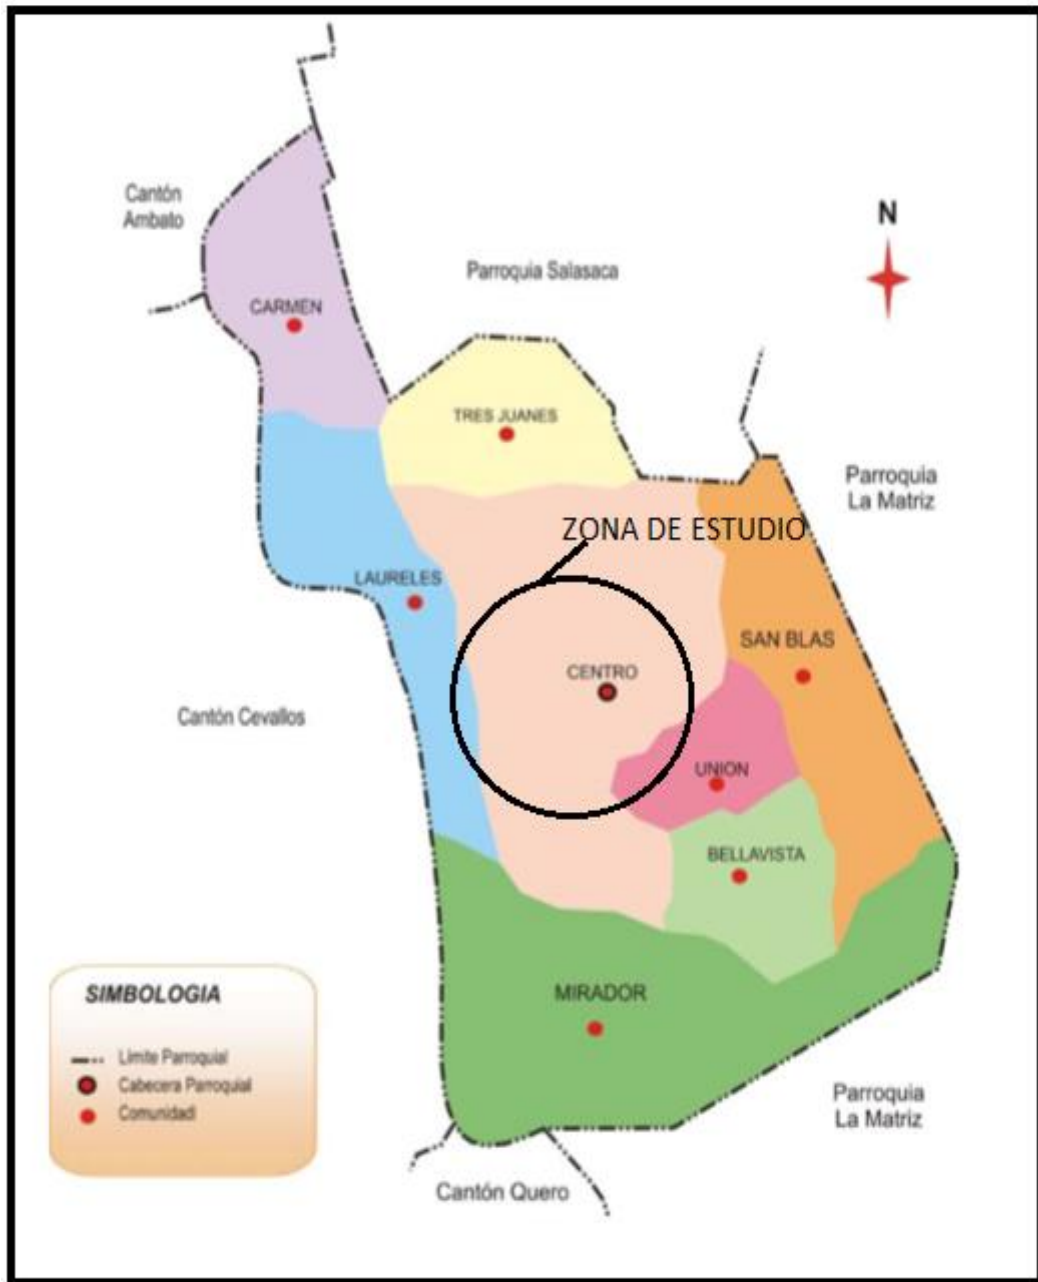 Cantón
Ambato
N
Parroquia Salasaca
CARMEN
TRES JUANES
Parroquia
La Matriz
ZONA DE ESTUDIO
LAURELES
SAN BLAS
CENTRO
Cantón Cevallos
UNION
BELLAVISTA
MIRADOR
SIMBOLOGIA
Límite Parroquial
Cabecera Parroquial
Comunidad
Parroquia
La Matriz
Cantón Quero